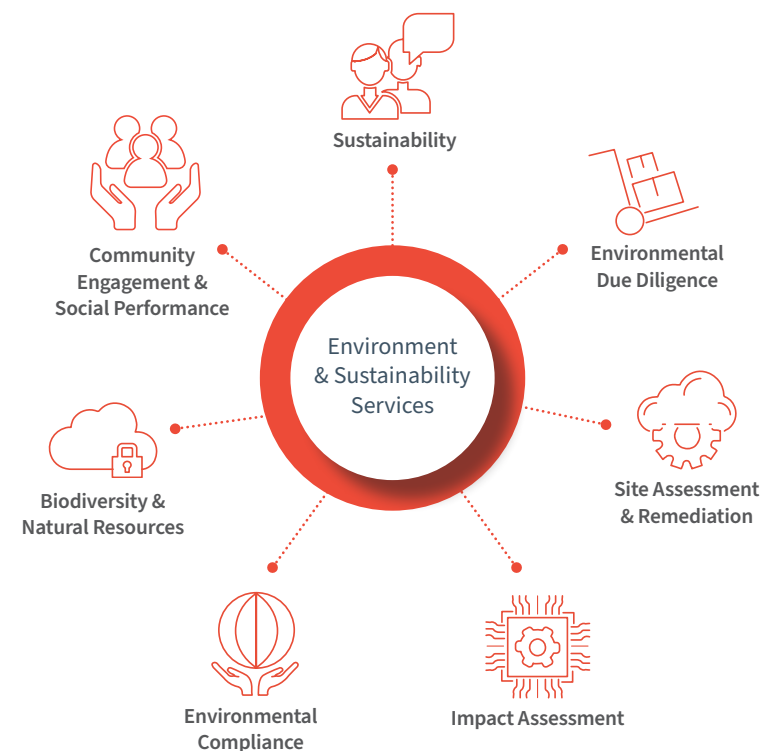 Sustainability
Environmental
Due Diligence
Site Assessment
& Remediation
Impact Assessment
Environmental
Compliance
Biodiversity &
Natural Resources
Community
Engagement &
Social Performance
Environment
& Sustainability
Services